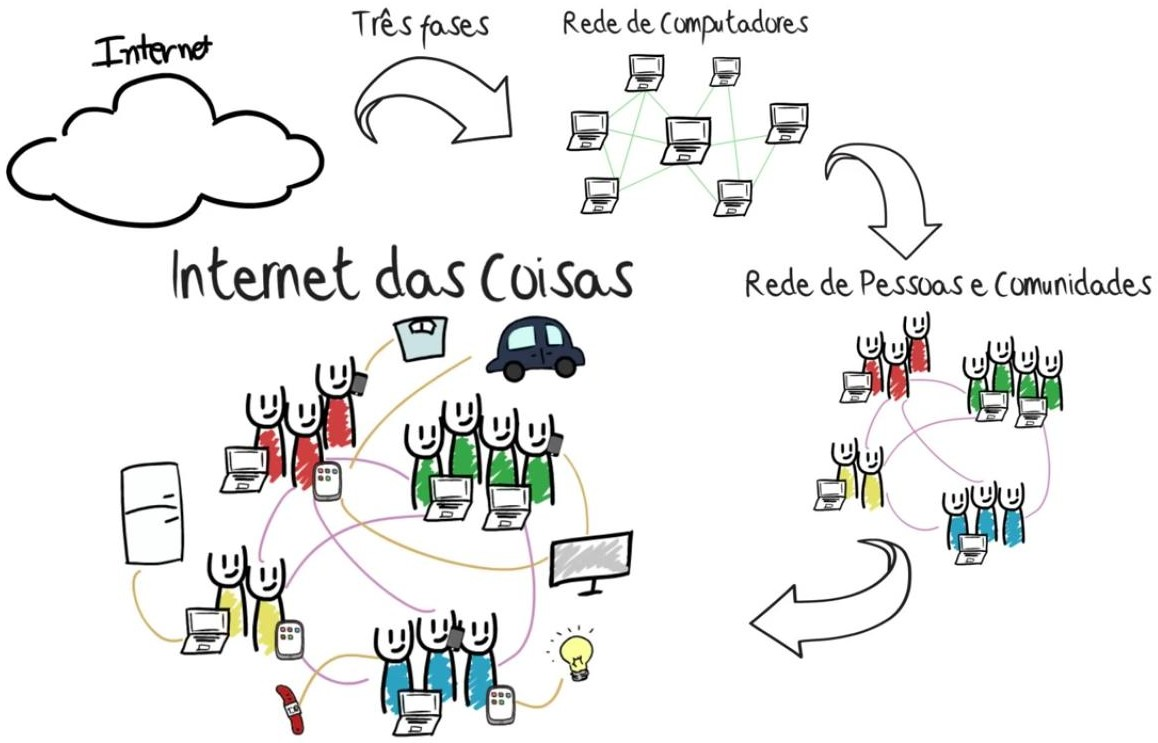 Internet
Três fases
Rede de Computadores
Rede de Pessoas e Comunidades
Internet das Coisas